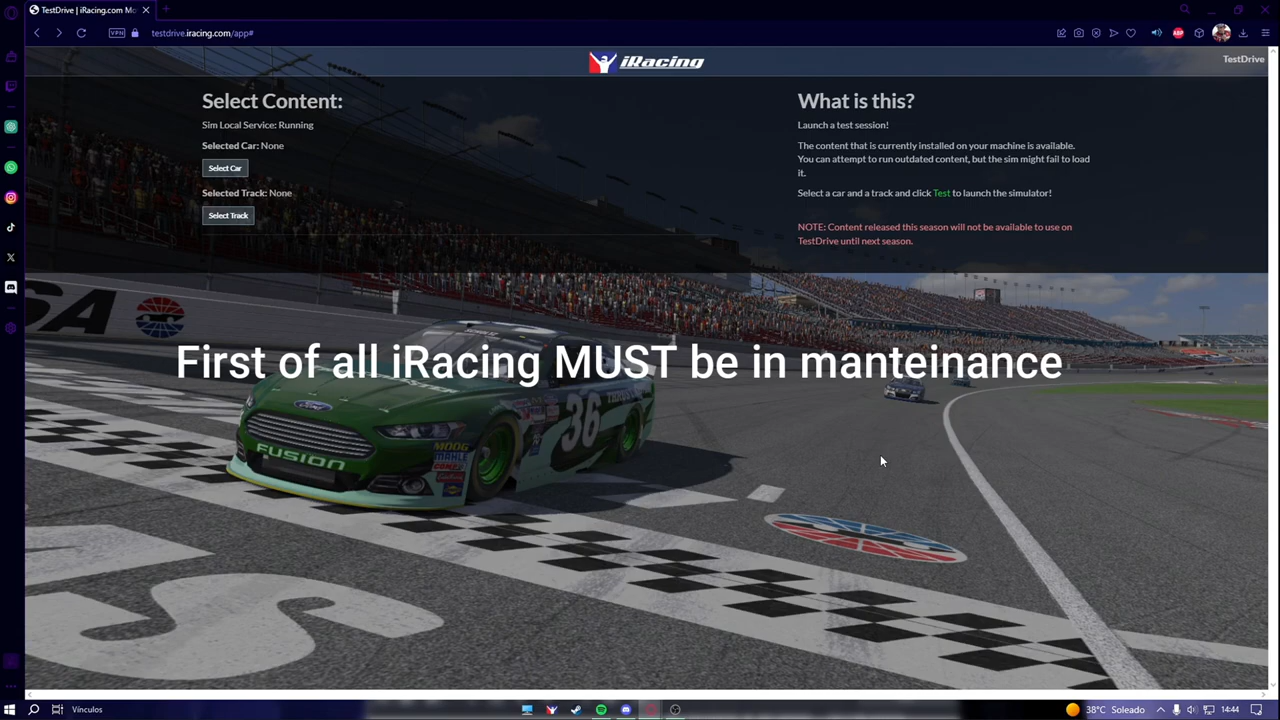 TestDrive | iRacing.com Mo
VPN
testdrive.iracing.com/app#
ABP
iRacing
TestDrive
Select Content:
Sim Local Service: Running
Selected Car: None
Select Car
Selected Track: None
Select Track
What is this?
Launch a test session!
The content that is currently installed on your machine is available.
You can attempt to run outdated content, but the sim might fail to load
it.
Select a car and a track and click Test to launch the simulator!
NOTE: Content released this season will not be available to use on
TestDrive until next season.
First of all iRacing MUST be in manteinance
36
FUSION
MOOG
MAHLE
Vínculos
38°C Soleado
14:44